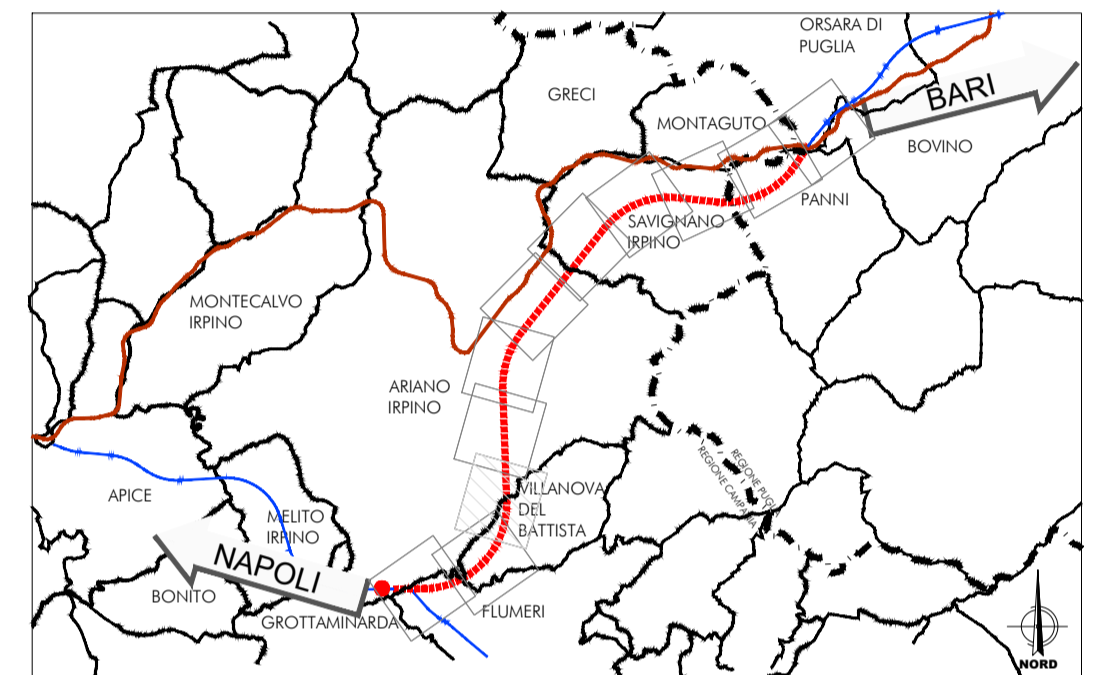 ORSARA DI
PUGLIA
GRECI
BARI
MONTAGUTO
BOVINO
PANNI
SAVIGNANO
IRPINO
MONTECALVO
IRPINO
ARIANO
IRPINO
REGIONE PUGLIA
REGIONE CAMPANIA
APICE
VILLANOVA
DEL
BATTISTA
MELITO
IRPINO
NAPOLI
BONITO
GROTTAMINARDA
FLUMERI
NORD